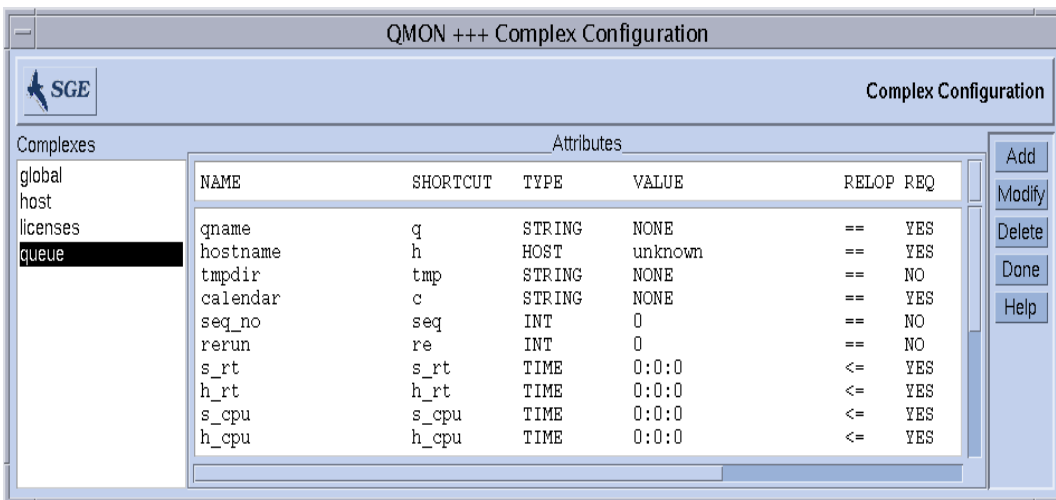 QMON +++ Complex Configuration
SGE
Complex Configuration
Complexes
global
host
licenses
queue
Attributes
NAME SHORTCUT TYPE VALUE RELOP REQ
qname q STRING NONE == YES
hostname h HOST unknown == YES
tmpdir tmp STRING NONE == NO
calendar c STRING NONE == YES
seq_no seq INT 0 == NO
rerun re INT 0 == NO
s_rt s_rt TIME 0:0:0 <= YES
h_rt h_rt TIME 0:0:0 <= YES
s_cpu s_cpu TIME 0:0:0 <= YES
h_cpu h_cpu TIME 0:0:0 <= YES
Add
Modify
Delete
Done
Help